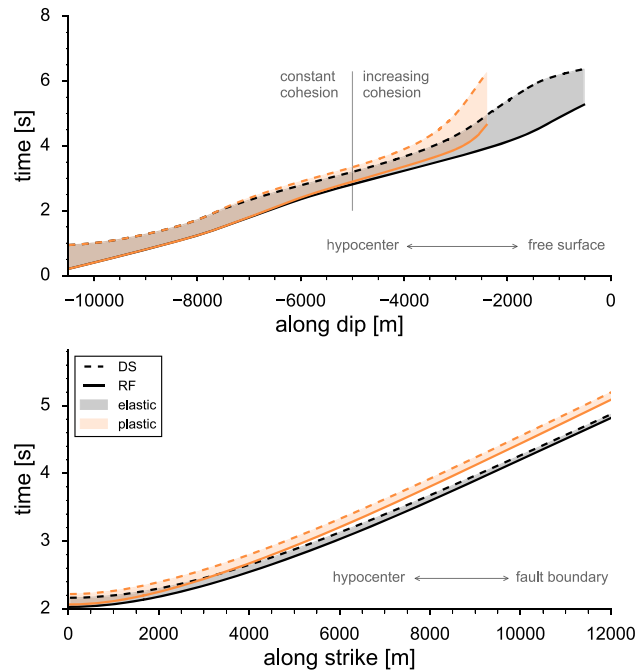 8
6
4
2
0
time [s]
constant
cohesion
increasing
cohesion
hypocenter
free surface
−10000
−8000
−6000
−4000
−2000
0
along dip [m]
DS
RF
elastic
plastic
5
4
3
2
time [s]
hypocenter
fault boundary
0
2000
4000
6000
8000
10000
12000
along strike [m]